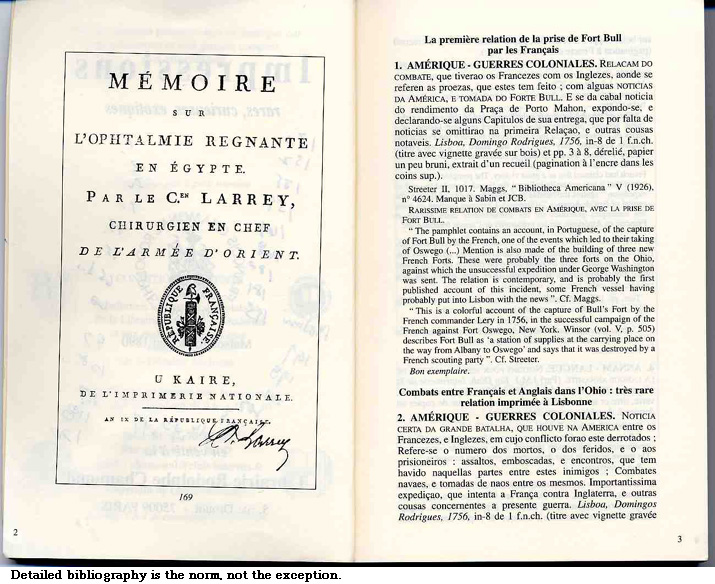 MÉMOIRE
SUR
L'OPHTALMIE REGNANTE
EN ÉGYPTE.
PAR LE C.EN LARREY,
CHIRURGIEN EN CHEF
DE L'ARMÉE D'ORIENT.
RÉPUBLIQUE FRANÇAISE.
U KAIRE,
DE L'IMPRIMERIE NATIONALE.
AN IX DE LA RÉPUBLIQUE FRANÇAISE.
D. Larrey
169
2
La première relation de la prise de Fort Bull
par les Français
1. AMÉRIQUE - GUERRES COLONIALES. RELACAM DO
COMBATE, que tiverao os Francezes com os Inglezes, aonde se
referen as proezas, que estes tem feito ; com alguas NOTICIAS
DA AMÉRICA, E TOMADA DO FORTE BULL. E se da cabal noticia
do rendimento da Praça de Porto Mahon, expondo-se, e
declarando-se alguns Capitulos de sua entrega, que por falta de
noticias se omittirao na primeira Relaçao, e outras cousas
notaveis. Lisboa, Domingo Rodrigues, 1756, in-8 de 1 f.n.ch.
(titre avec vignette gravée sur bois) et pp. 3 à 8, dérelié, papier
un peu bruni, extrait d'un recueil (pagination à l'encre dans les
coins sup.).
Streeter II, 1017. Maggs, " Bibliotheca Americana " V (1926),
n° 4624. Manque à Sabin et JCB.
RARISSIME RELATION DE COMBATS EN AMÉRIQUE, AVEC LA PRISE DE
FORT BULL.
" The pamphlet contains an account, in Portuguese, of the capture
of Fort Bull by the French, one of the events which led to their taking
of Oswego (...) Mention is also made of the building of three new
French Forts. These were probably the three forts on the Ohio,
against which the unsuccessful expedition under George Washington
was sent. The relation is contemporary, and is probably the first
published account of this incident, some French vessel having
probably put into Lisbon with the news ". Cf. Maggs.
" This is a colorful account of the capture of Bull's Fort by the
French commander Lery in 1756, in the successful campaign of the
French against Fort Oswego, New York. Winsor (vol. V, p. 505)
describes Fort Bull as 'a station of supplies at the carrying place on
the way from Albany to Oswego' and says that it was destroyed by a
French scouting party ". Cf. Streeter.
Bon exemplaire.
Combats entre Français et Anglais dans l'Ohio : très rare
relation imprimée à Lisbonne
2. AMÉRIQUE - GUERRES COLONIALES. NOTICIA
CERTA DA GRANDE BATALHA, QUE HOUVE NA AMERICA entre os
Francezes, e Inglezes, em cujo conflicto forao este derrotados ;
Refere-se o numero dos mortos, o dos feridos, e o aos
prisioneiros : assaltos, emboscadas, e encontros, que tem
havido naquellas partes entre estes inimigos ; Combates
navaes, e tomadas de naos entre os mesmos. Importantissima
expediçao, que intenta a França contra Inglaterra, e outras
cousas concernentes a presente guerra. Lisboa, Domingos
Rodrigues, 1756, in-8 de 1 f.n.ch. (titre avec vignette gravée
3
Detailed bibliography is the norm, not the exception.